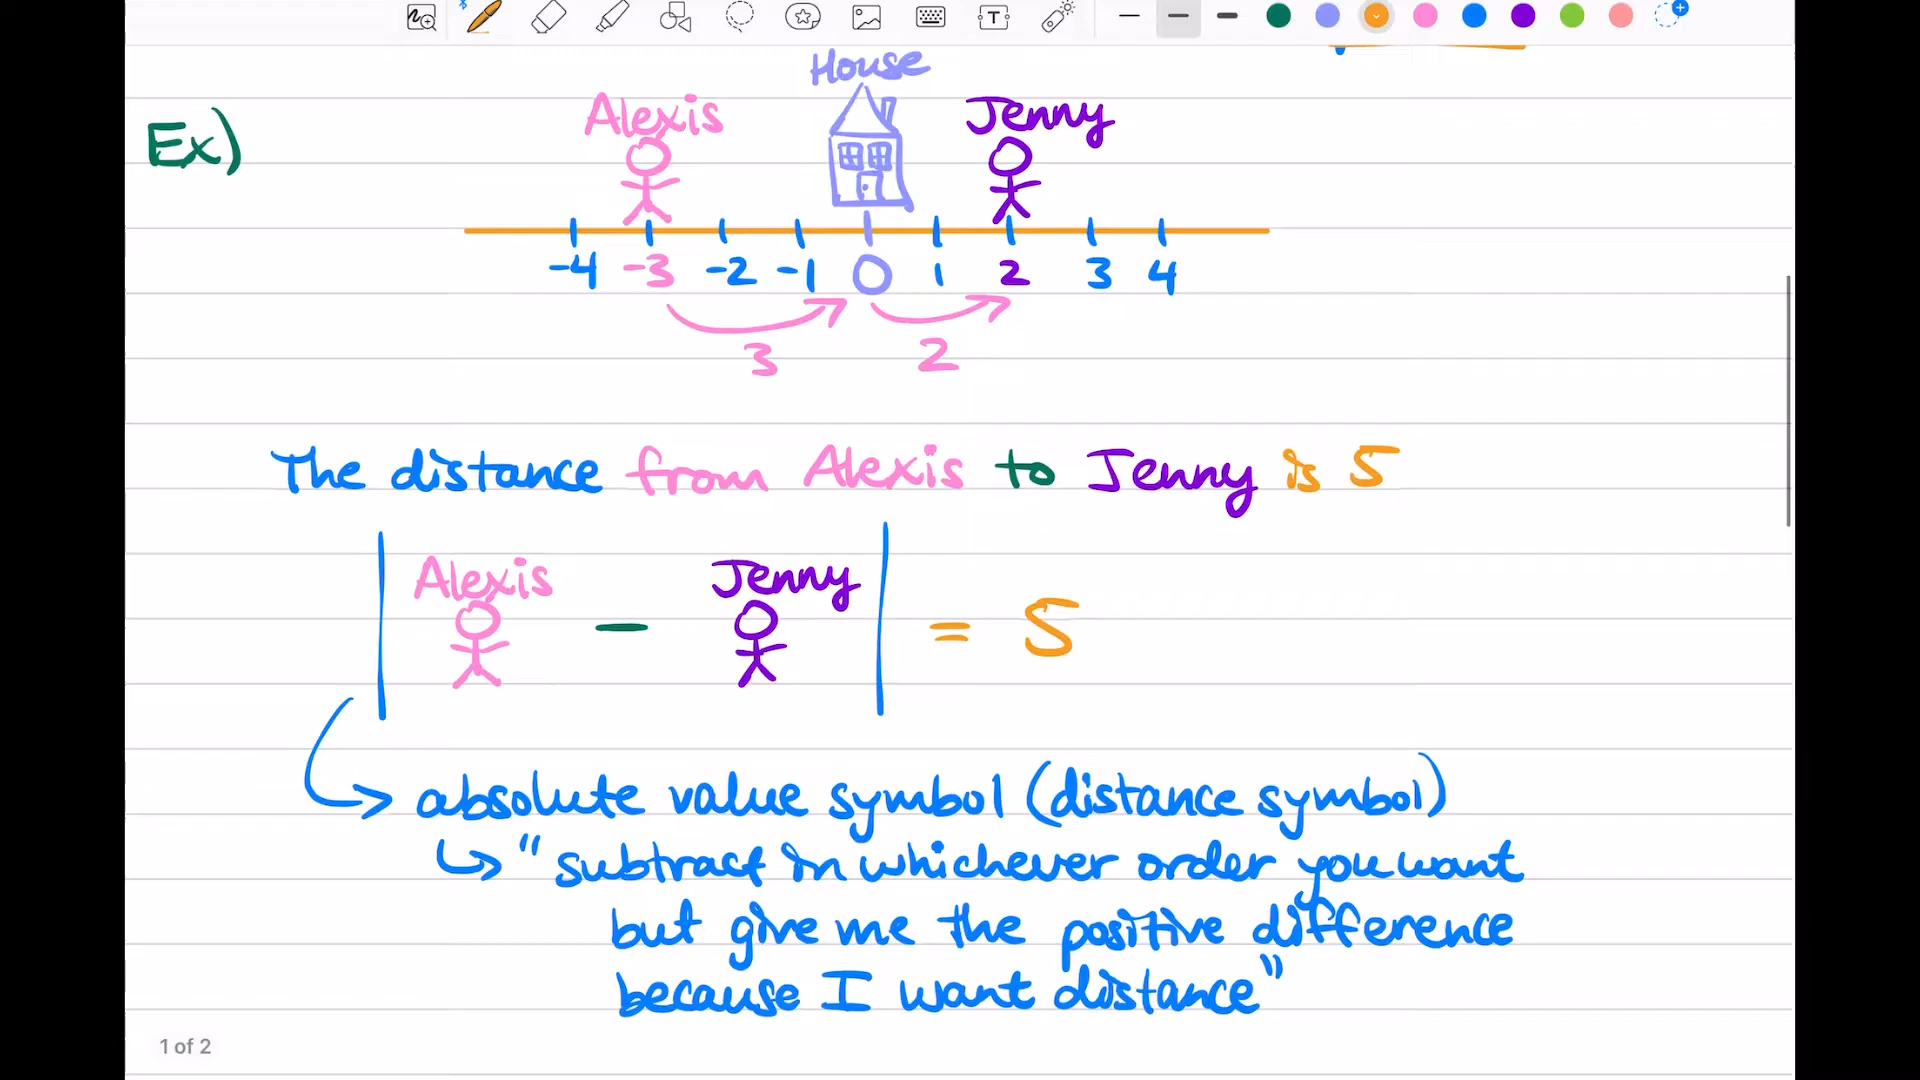 House
Ex)
Alexis
Jenny
-4 -3 -2 -1 0 1 2 3 4
3 2
The distance from Alexis to Jenny is 5
Alexis Jenny
| - | = 5
absolute value symbol (distance symbol)
"subtract in whichever order you want
but give me the positive difference
because I want distance"
1 of 2